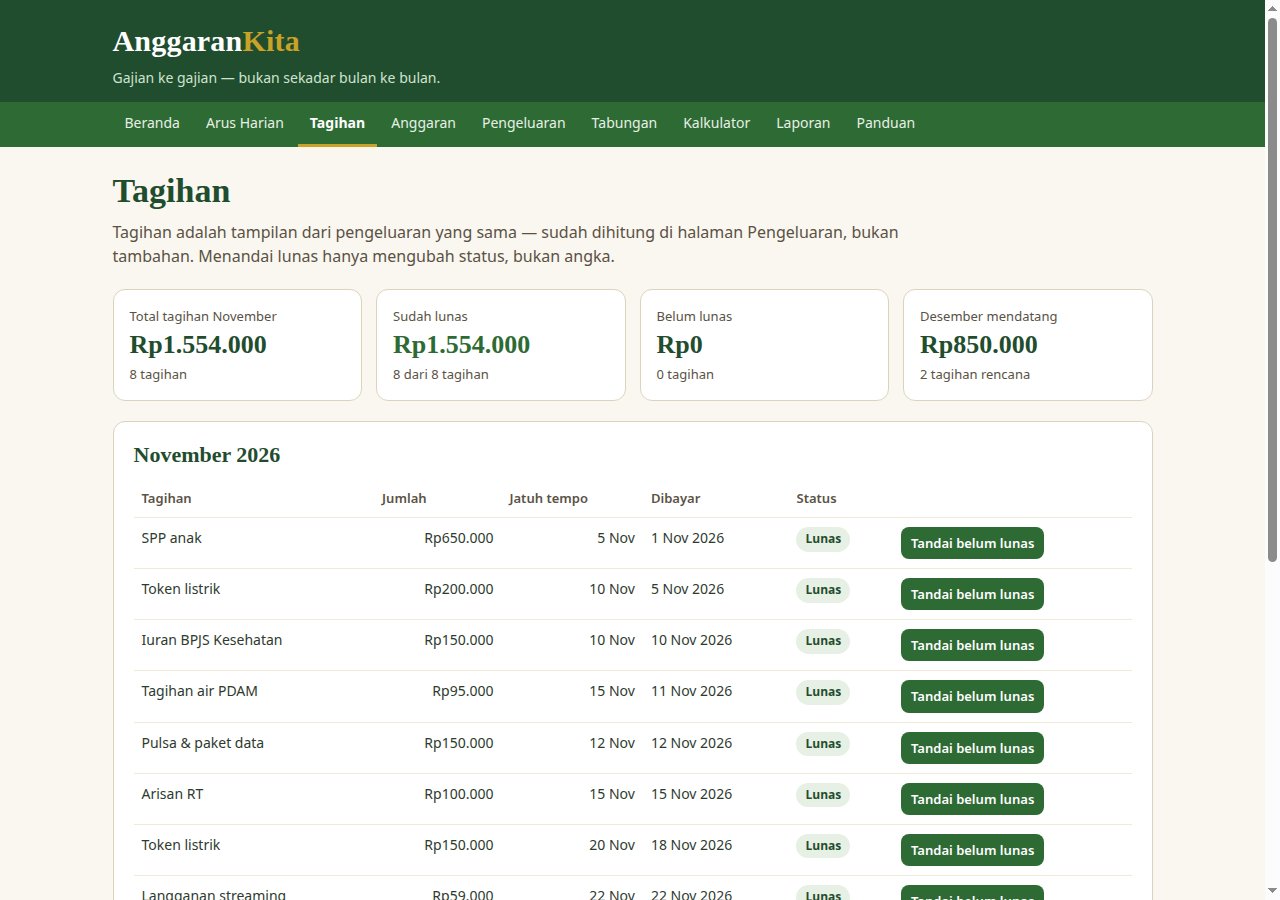 AnggaranKita
Gajian ke gajian — bukan sekadar bulan ke bulan.
Beranda Arus Harian Tagihan Anggaran Pengeluaran Tabungan Kalkulator Laporan Panduan
Tagihan
Tagihan adalah tampilan dari pengeluaran yang sama — sudah dihitung di halaman Pengeluaran, bukan
tambahan. Menandai lunas hanya mengubah status, bukan angka.
Total tagihan November
Rp1.554.000
8 tagihan
Sudah lunas
Rp1.554.000
8 dari 8 tagihan
Belum lunas
Rp0
0 tagihan
Desember mendatang
Rp850.000
2 tagihan rencana
November 2026
Tagihan Jumlah Jatuh tempo Dibayar Status
SPP anak Rp650.000 5 Nov 1 Nov 2026 Lunas Tandai belum lunas
Token listrik Rp200.000 10 Nov 5 Nov 2026 Lunas Tandai belum lunas
Iuran BPJS Kesehatan Rp150.000 10 Nov 10 Nov 2026 Lunas Tandai belum lunas
Tagihan air PDAM Rp95.000 15 Nov 11 Nov 2026 Lunas Tandai belum lunas
Pulsa & paket data Rp150.000 12 Nov 12 Nov 2026 Lunas Tandai belum lunas
Arisan RT Rp100.000 15 Nov 15 Nov 2026 Lunas Tandai belum lunas
Token listrik Rp150.000 20 Nov 18 Nov 2026 Lunas Tandai belum lunas
Langganan streaming Rp59.000 22 Nov 22 Nov 2026 Lunas Tandai belum lunas